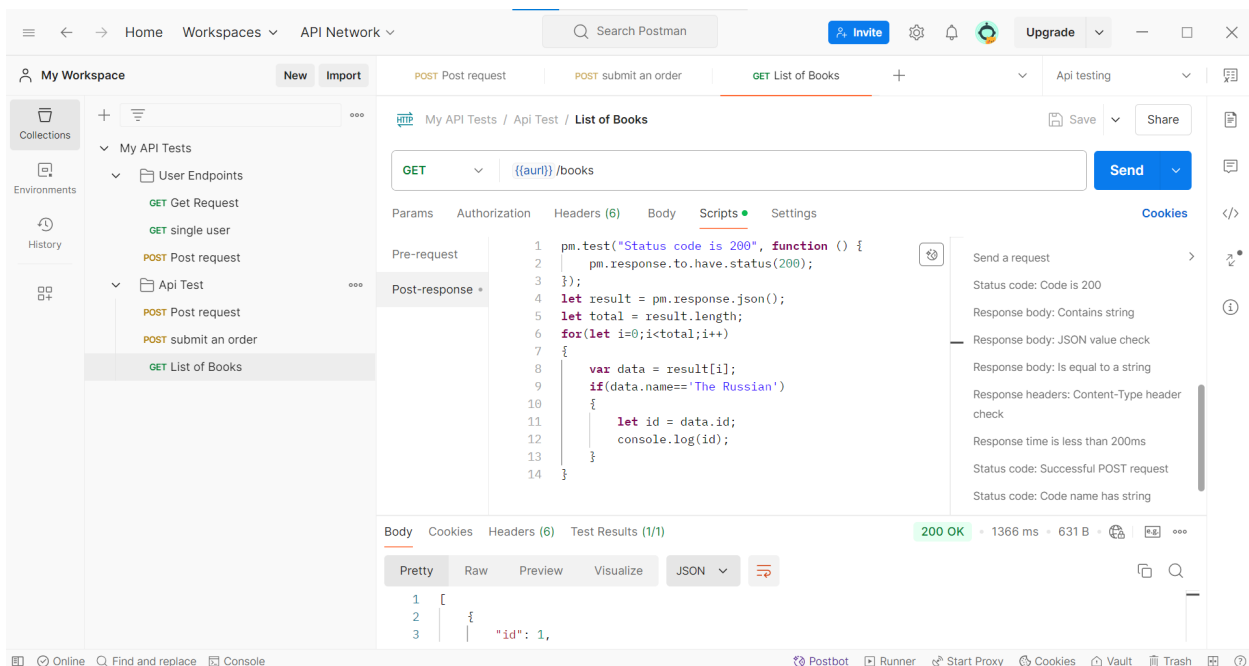 Home Workspaces API Network Search Postman Invite Upgrade
My Workspace New Import POST Post request POST submit an order GET List of Books Api testing
Collections
Environments
History
My API Tests
User Endpoints
GET Get Request
GET single user
POST Post request
Api Test
POST Post request
POST submit an order
GET List of Books
HTTP My API Tests / Api Test / List of Books Save Share
GET {{aurl}} /books Send
Params Authorization Headers (6) Body Scripts Settings Cookies
Pre-request
Post-response
1 pm.test("Status code is 200", function () {
2 pm.response.to.have.status(200);
3 });
4 let result = pm.response.json();
5 let total = result.length;
6 for(let i=0;i<total;i++)
7 {
8 var data = result[i];
9 if(data.name=='The Russian')
10 {
11 let id = data.id;
12 console.log(id);
13 }
14 }
Send a request
Status code: Code is 200
Response body: Contains string
Response body: JSON value check
Response body: Is equal to a string
Response headers: Content-Type header
check
Response time is less than 200ms
Status code: Successful POST request
Status code: Code name has string
Body Cookies Headers (6) Test Results (1/1) 200 OK 1366 ms 631 B e.g.
Pretty Raw Preview Visualize JSON
1 [
2 {
3 "id": 1,
Online Find and replace Console Postbot Runner Start Proxy Cookies Vault Trash